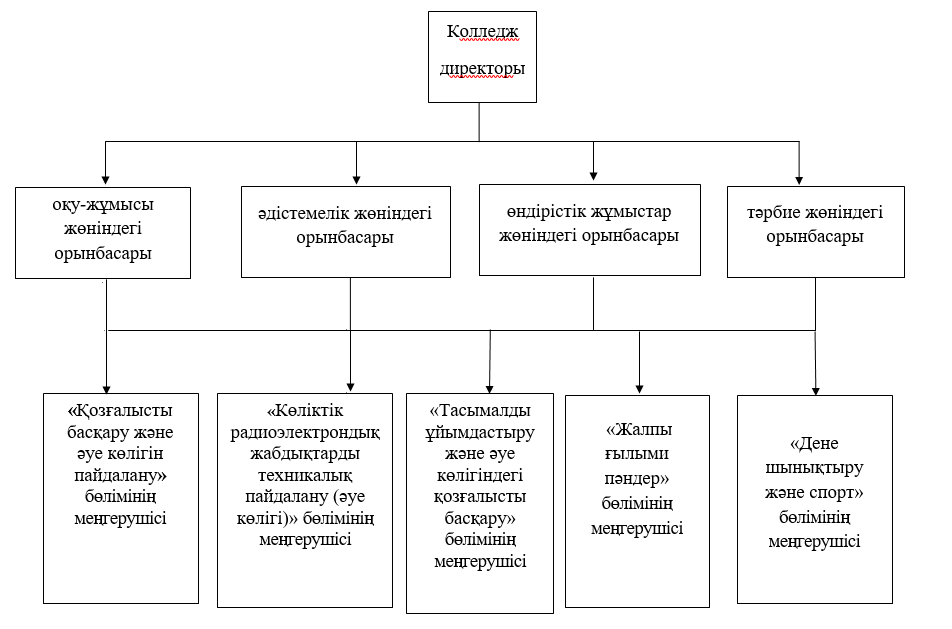 Колледж
директоры
оқу-жұмысы
жөніндегі
орынбасары
әдістемелік жөніндегі
орынбасары
өндірістік жұмыстар
жөніндегі орынбасары
тәрбие жөніндегі
орынбасары
«Қозғалысты
басқару және
әуе көлігін
пайдалану»
бөлімінің
меңгерушісі
«Көліктік
радиоэлектрондық
жабдықтарды
техникалық
пайдалану (әуе
көлігі)» бөлімінің
меңгерушісі
«Тасымалды
ұйымдастыру
және әуе
көлігіндегі
қозғалысты
басқару»
бөлімінің
меңгерушісі
«Жалпы
ғылыми
пәндер»
бөлімінің
меңгерушісі
«Дене
шынықтыру
және спорт»
бөлімінің
меңгерушісі